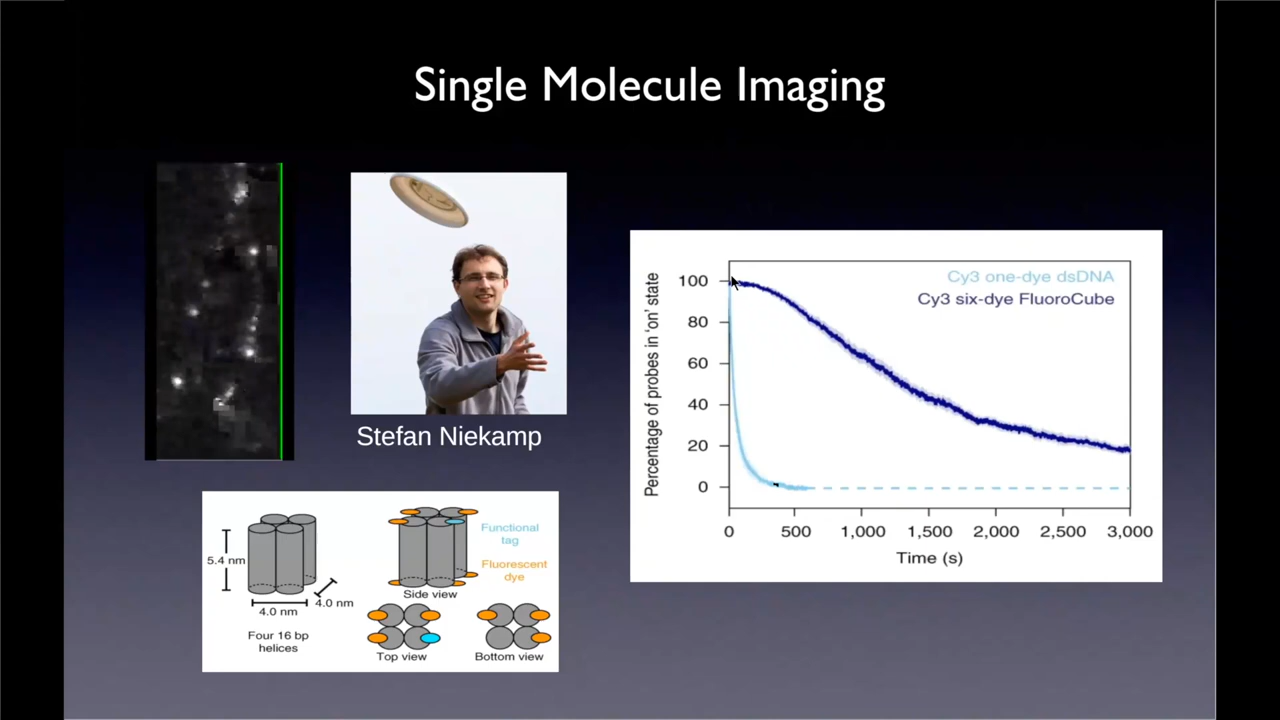 Single Molecule Imaging
Stefan Niekamp
Percentage of probes in 'on' state
100
80
60
40
20
0
Cy3 one-dye dsDNA
Cy3 six-dye FluoroCube
0 500 1,000 1,500 2,000 2,500 3,000
Time (s)
5.4 nm
4.0 nm
4.0 nm
Four 16 bp
helices
Functional
tag
Fluorescent
dye
Side view
Top view
Bottom view